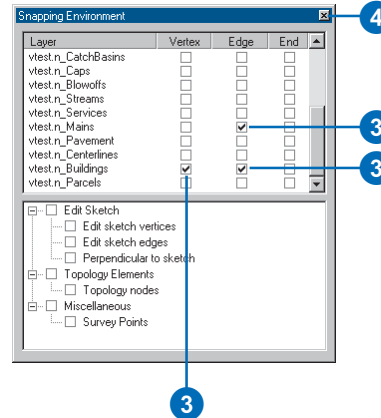 Snapping Environment
4
Layer Vertex Edge End
vtest.n_CatchBasins
vtest.n_Caps
vtest.n_Blowoffs
vtest.n_Streams
vtest.n_Services
vtest.n_Mains
3
vtest.n_Pavement
vtest.n_Centerlines
vtest.n_Buildings
3
vtest.n_Parcels
Edit Sketch
Edit sketch vertices
Edit sketch edges
Perpendicular to sketch
Topology Elements
Topology nodes
Miscellaneous
Survey Points
3